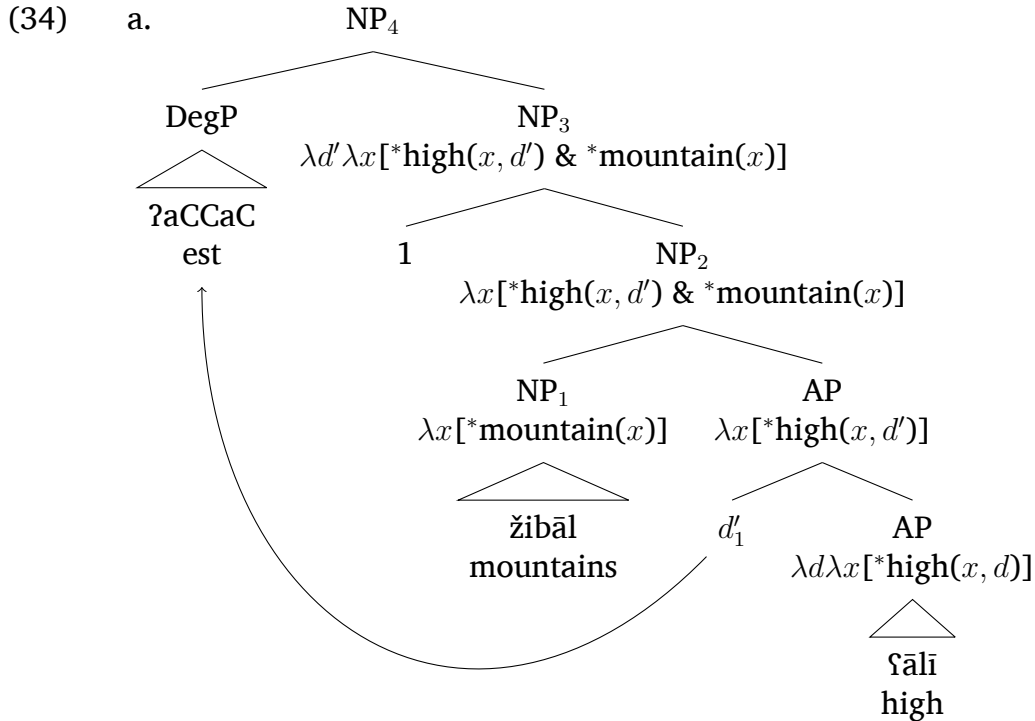 (34) a. NP₄
DegP NP₃
λd′λx[*high(x, d′) & *mountain(x)]
ʔaCCaC
est 1 NP₂
λx[*high(x, d′) & *mountain(x)]
NP₁ AP
λx[*mountain(x)] λx[*high(x, d′)]
žibāl d′₁ AP
mountains λdλx[*high(x, d)]
ʕālī
high